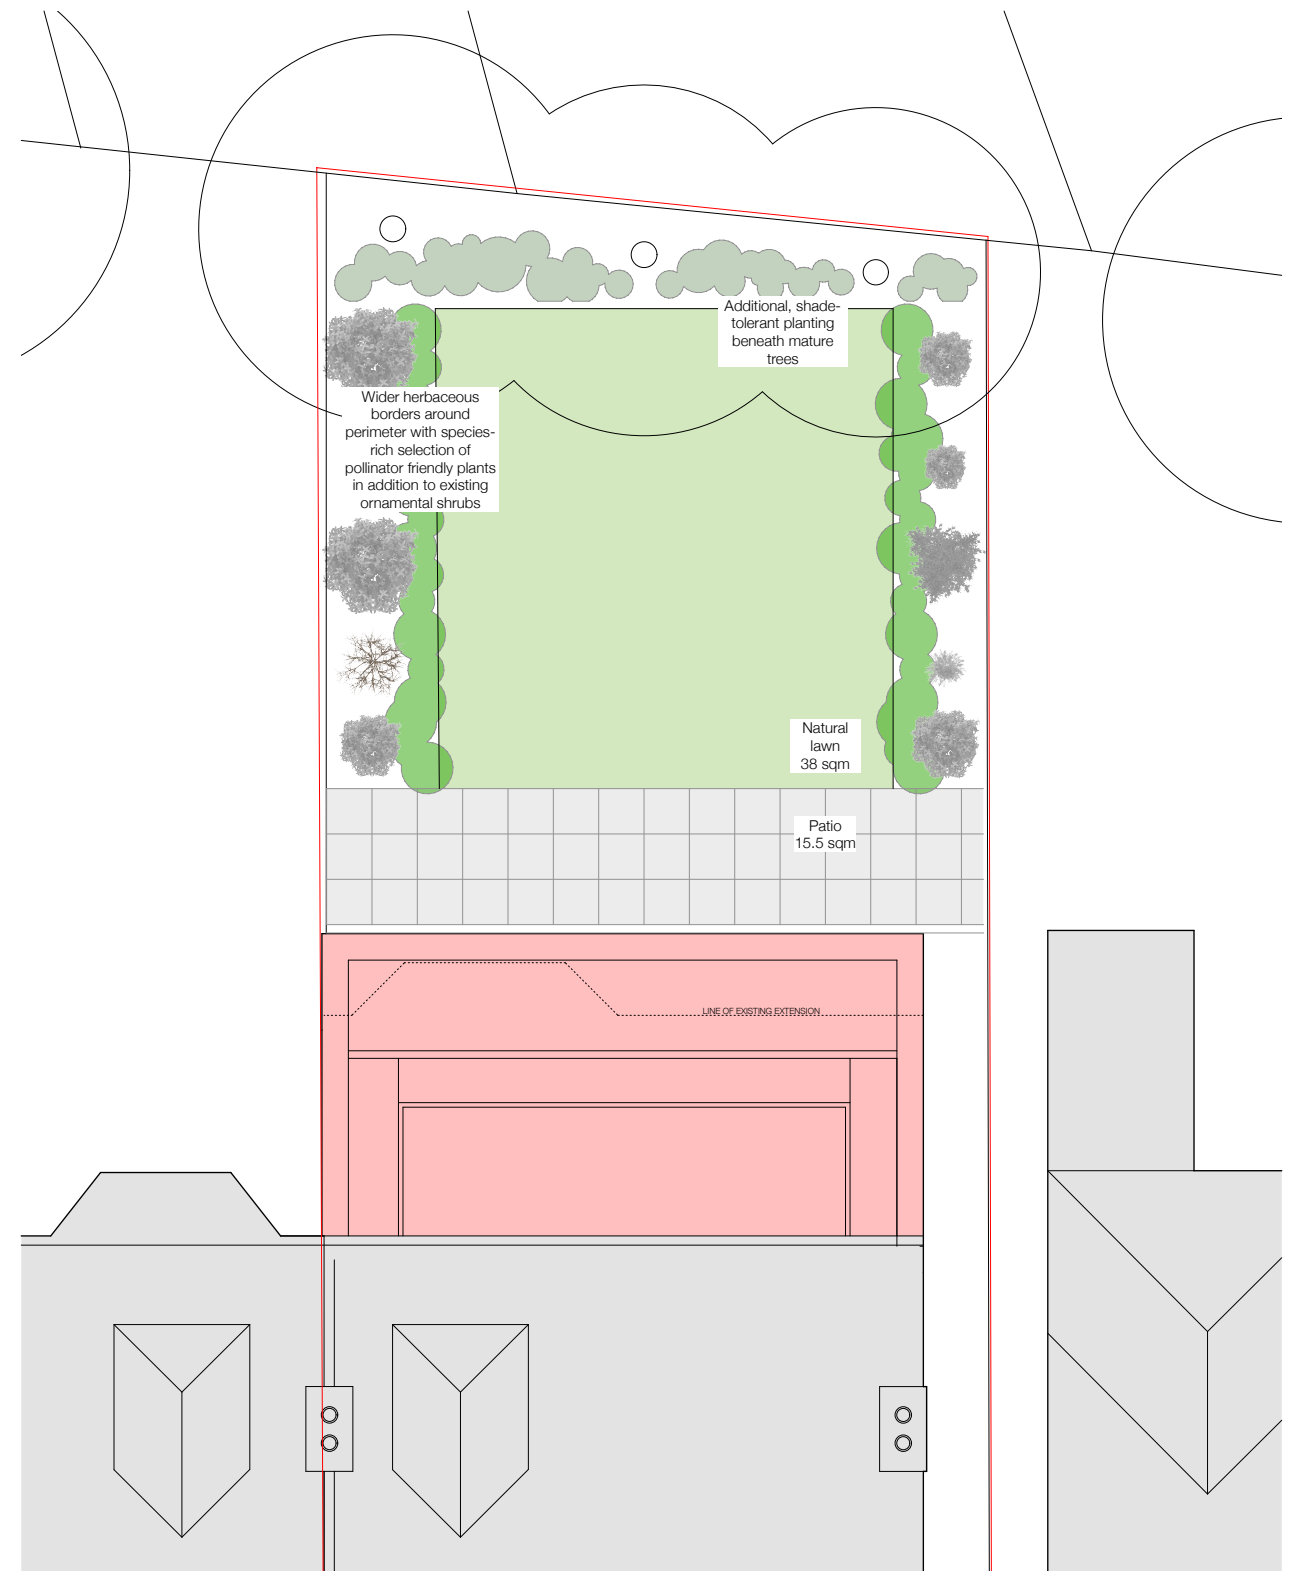 Additional, shade-
tolerant planting
beneath mature
trees
Wider herbaceous
borders around
perimeter with species-
rich selection of
pollinator friendly plants
in addition to existing
ornamental shrubs
Natural
lawn
38 sqm
Patio
15.5 sqm
LINE OF EXISTING EXTENSION